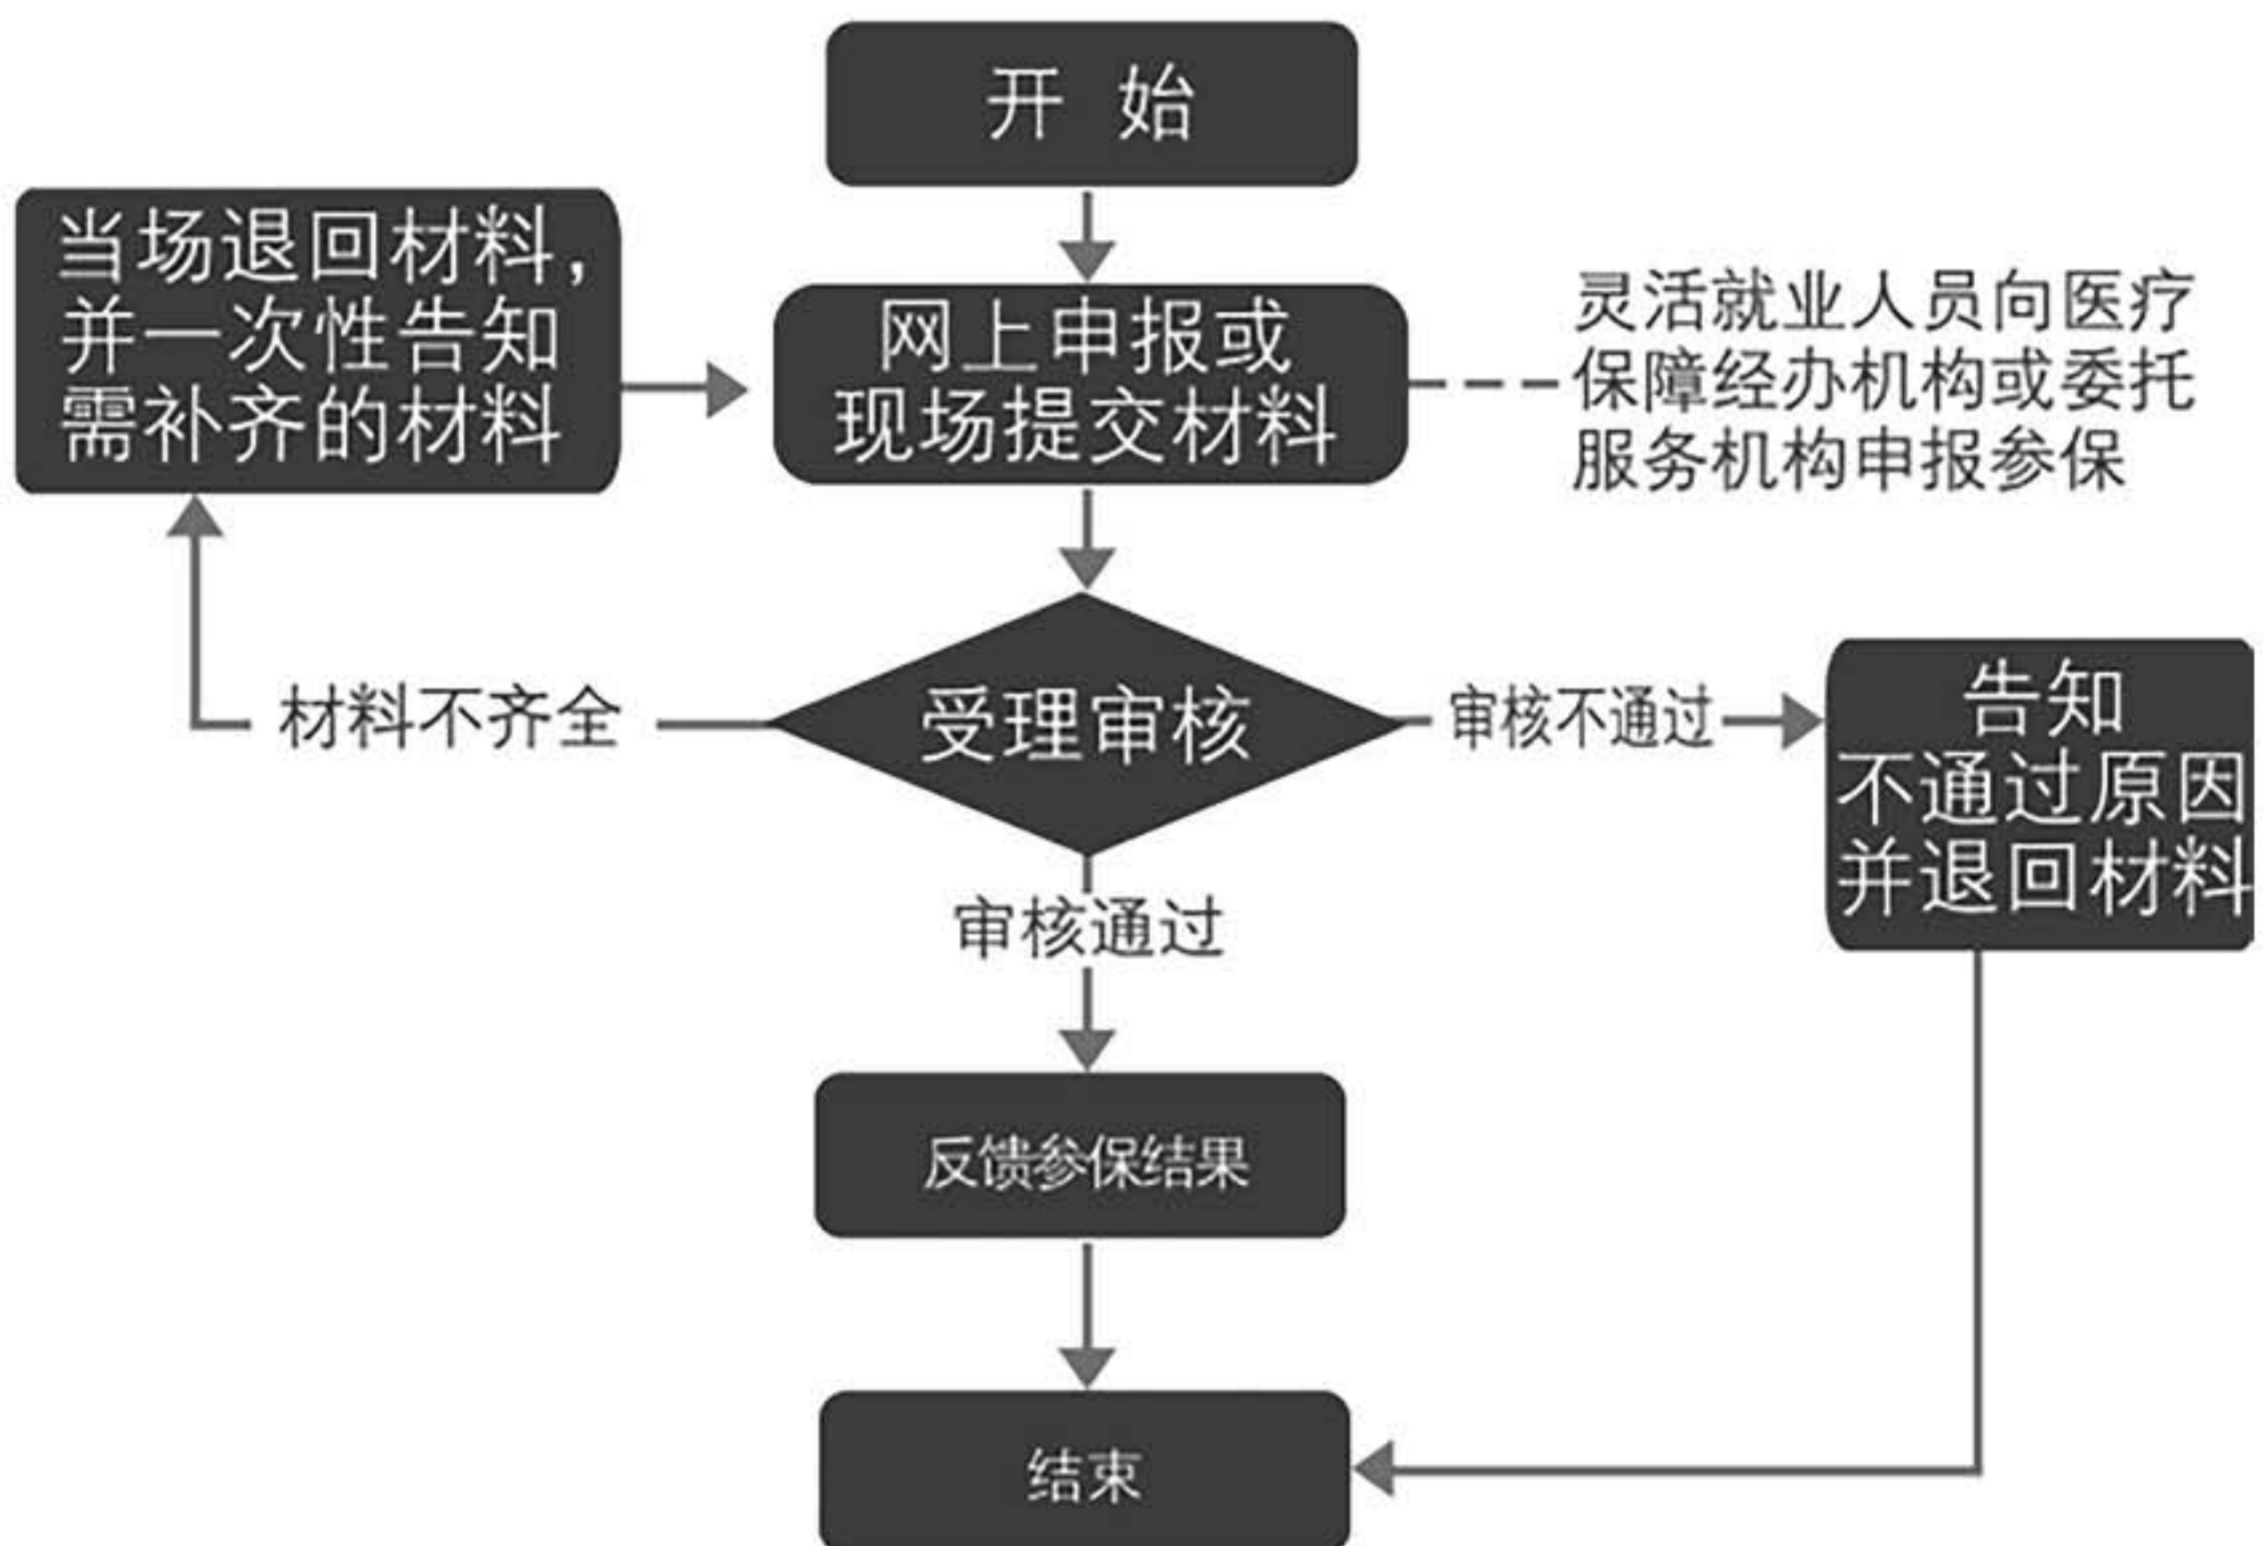 开 始
当场退回材料，
并一次性告知
需补齐的材料
网上申报或
现场提交材料
灵活就业人员向医疗
保障经办机构或委托
服务机构申报参保
材料不齐全
受理审核
审核不通过
告知
不通过原因
并退回材料
审核通过
反馈参保结果
结束